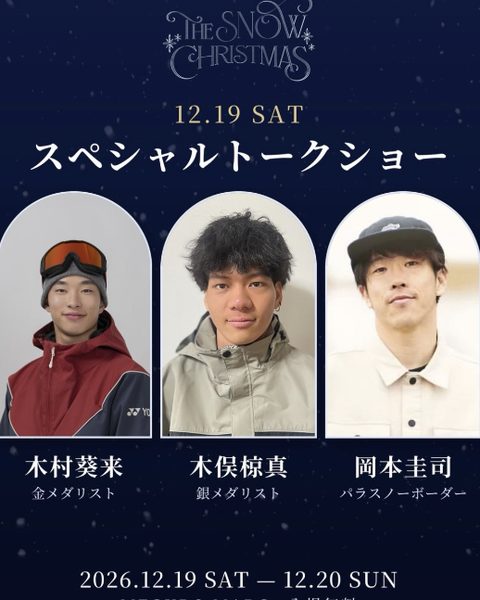 THE SNOW
CHRISTMAS
12.19 SAT
スペシャルトークショー
YO
木村葵来
金メダリスト
木俣椋真
銀メダリスト
岡本圭司
パラスノーボーダー
2026.12.19 SAT — 12.20 SUN